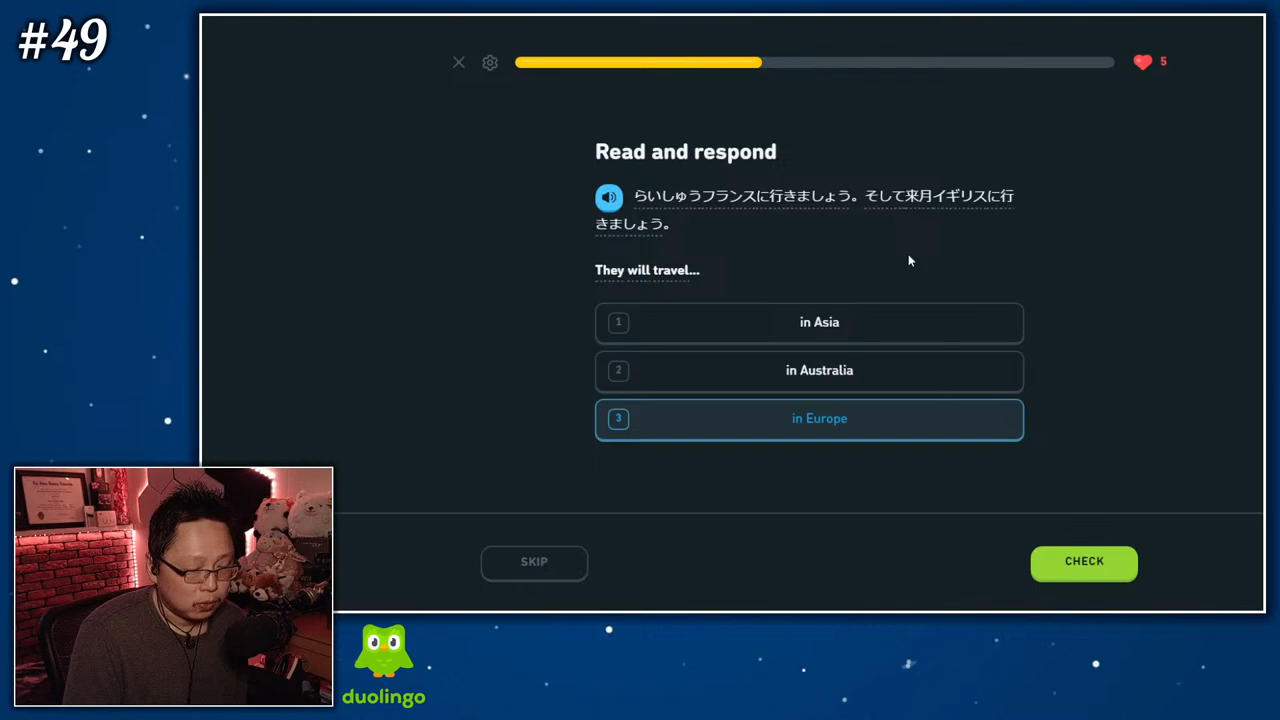 #49
5
Read and respond
らいしゅうフランスに行きましょう。そして来月イギリスに行
きましょう。
They will travel...
1 in Asia
2 in Australia
3 in Europe
SKIP
CHECK
duolingo